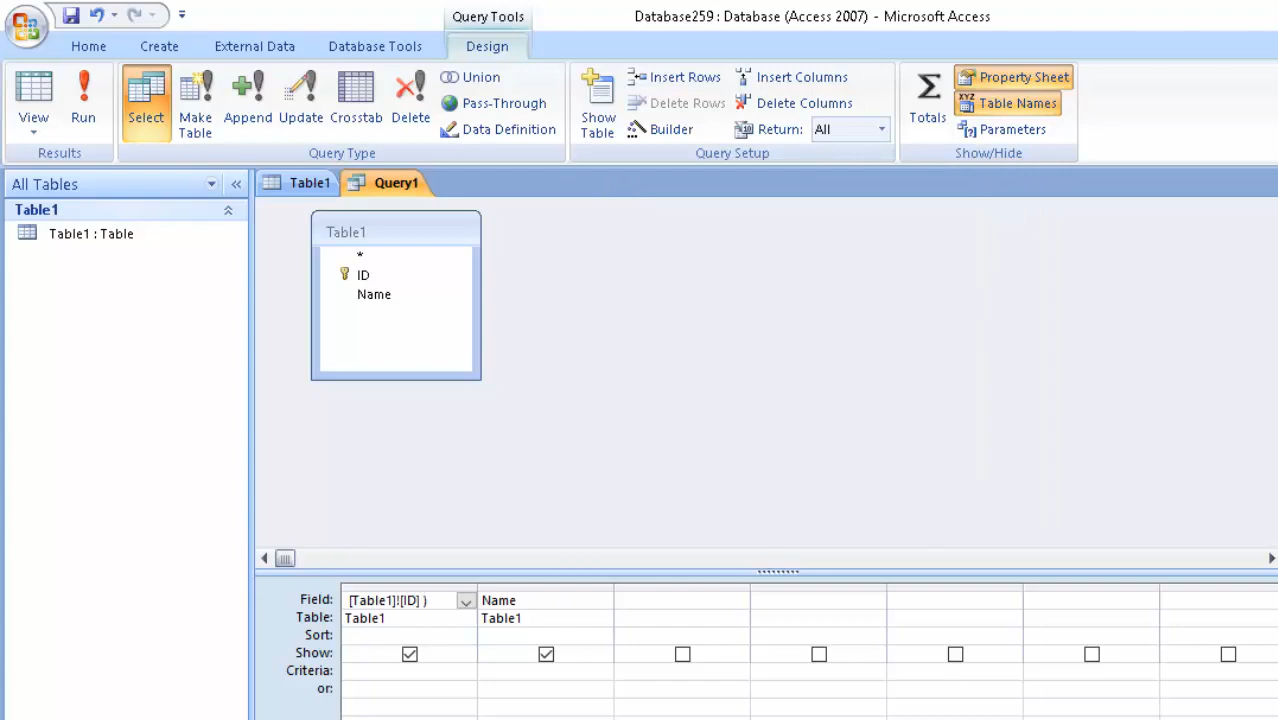 Query Tools
Database259 : Database (Access 2007) - Microsoft Access
Home Create External Data Database Tools Design
View
Run
Results
Select
Make Table
Append
Update
Crosstab
Delete
Union
Pass-Through
Data Definition
Query Type
Show Table
Insert Rows
Delete Rows
Builder
Insert Columns
Delete Columns
Return: All
Query Setup
Σ
Totals
Property Sheet
XYZ Table Names
[?] Parameters
Show/Hide
All Tables
«
Table1
Table1 : Table
Table1 Query1
Table1
*
ID
Name
Field: [Table1]![ID] ) Name
Table: Table1 Table1
Sort:
Show:
Criteria:
or: